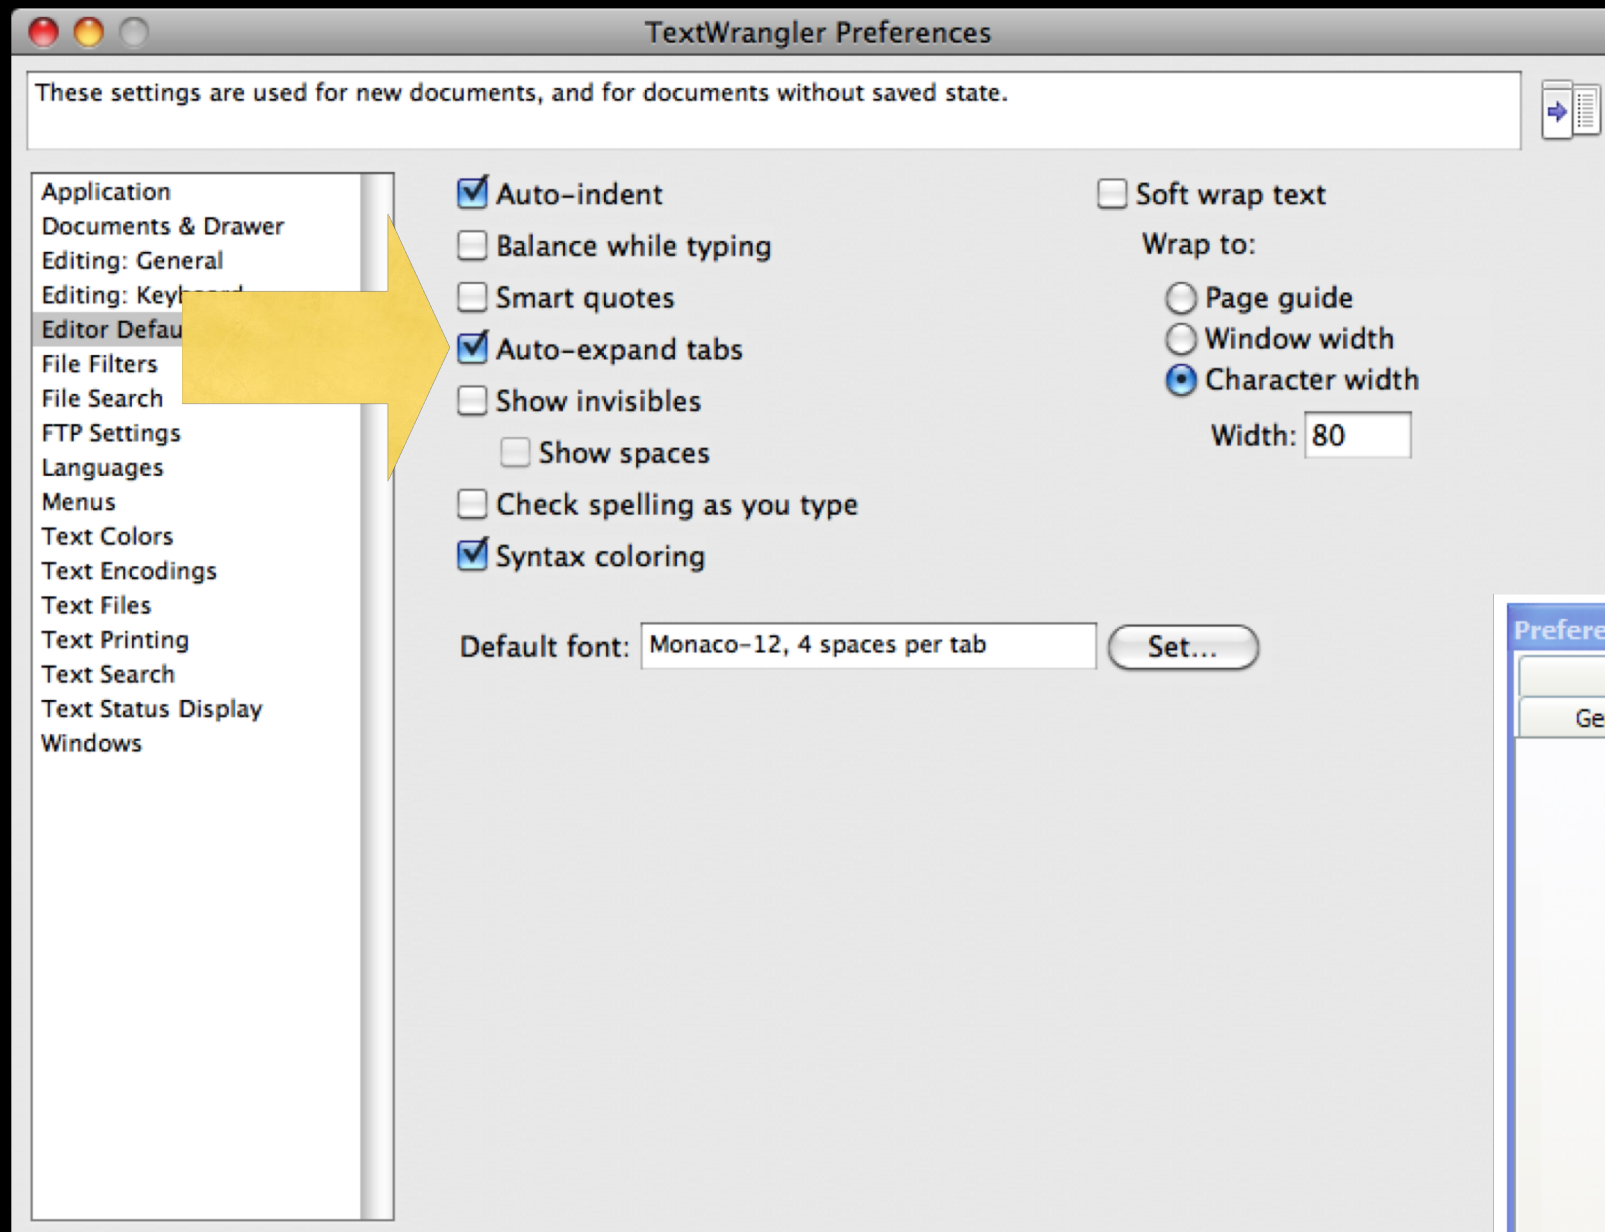 TextWrangler Preferences
These settings are used for new documents, and for documents without saved state.
Application
Documents & Drawer
Editing: General
Editing:
Editor
File Filters
File Search
FTP Settings
Languages
Menus
Text Colors
Text Encodings
Text Files
Text Printing
Text Search
Text Status Display
Windows
Auto-indent
Balance while typing
Smart quotes
Auto-expand tabs
Show invisibles
Show spaces
Check spelling as you type
Syntax coloring
Default font: Monaco-12, 4 spaces per tab Set...
Soft wrap text
Wrap to:
Page guide
Window width
Character width
Width: 80